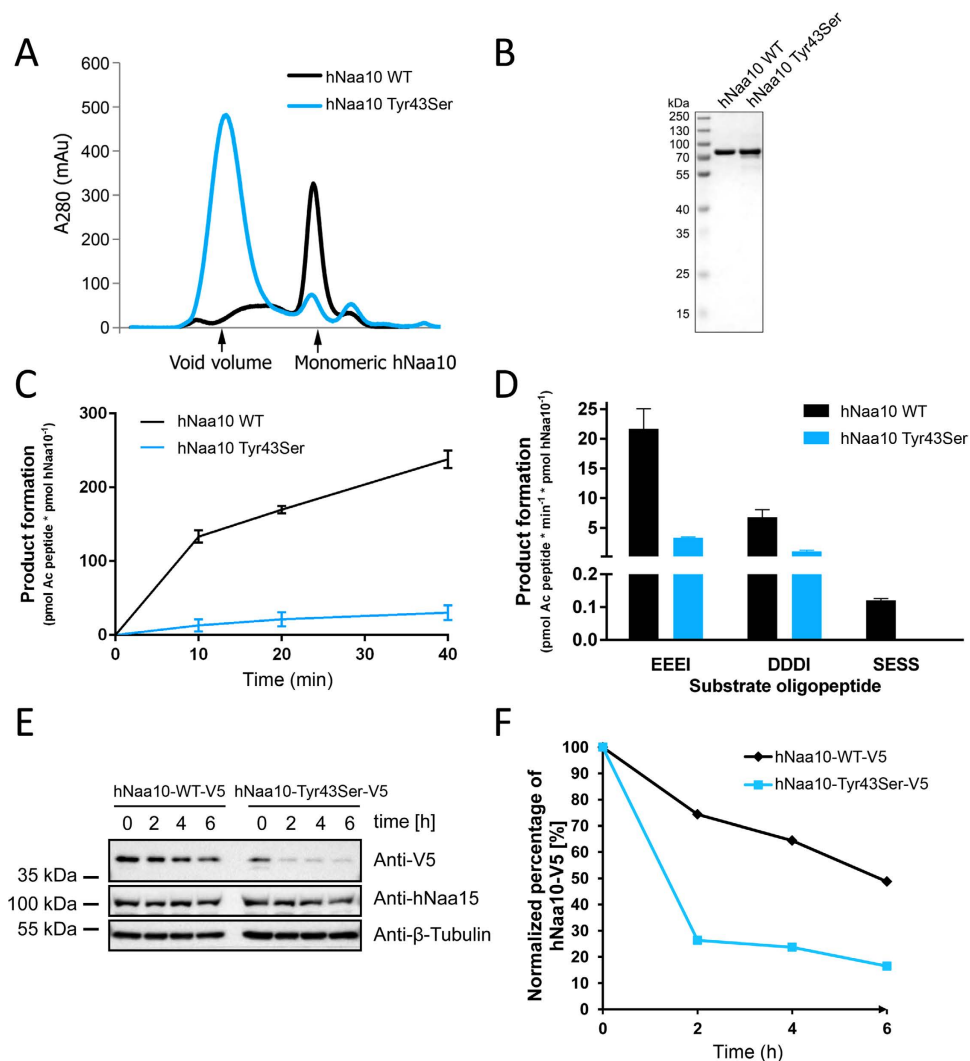 A
600
500
400
300
200
100
0
A280 (mAu)
hNaa10 WT
hNaa10 Tyr43Ser
Void volume
Monomeric hNaa10
B
hNaa10 WT
hNaa10 Tyr43Ser
kDa
250
130
100
70
55
40
35
25
15
C
300
200
100
0
Product formation
(pmol Ac peptide * pmol hNaa10⁻¹)
hNaa10 WT
hNaa10 Tyr43Ser
0 10 20 30 40
Time (min)
D
25
20
15
10
5
0.2
0.1
0.0
Product formation
(pmol Ac peptide * min⁻¹ * pmol hNaa10⁻¹)
hNaa10 WT
hNaa10 Tyr43Ser
EEEI DDDI SESS
Substrate oligopeptide
E
hNaa10-WT-V5 hNaa10-Tyr43Ser-V5
0 2 4 6 0 2 4 6 time [h]
Anti-V5
35 kDa
100 kDa
Anti-hNaa15
55 kDa
Anti-β-Tubulin
F
100
90
80
70
60
50
40
30
20
10
0
Normalized percentage of
hNaa10-V5 [%]
hNaa10-WT-V5
hNaa10-Tyr43Ser-V5
0 2 4 6
Time (h)